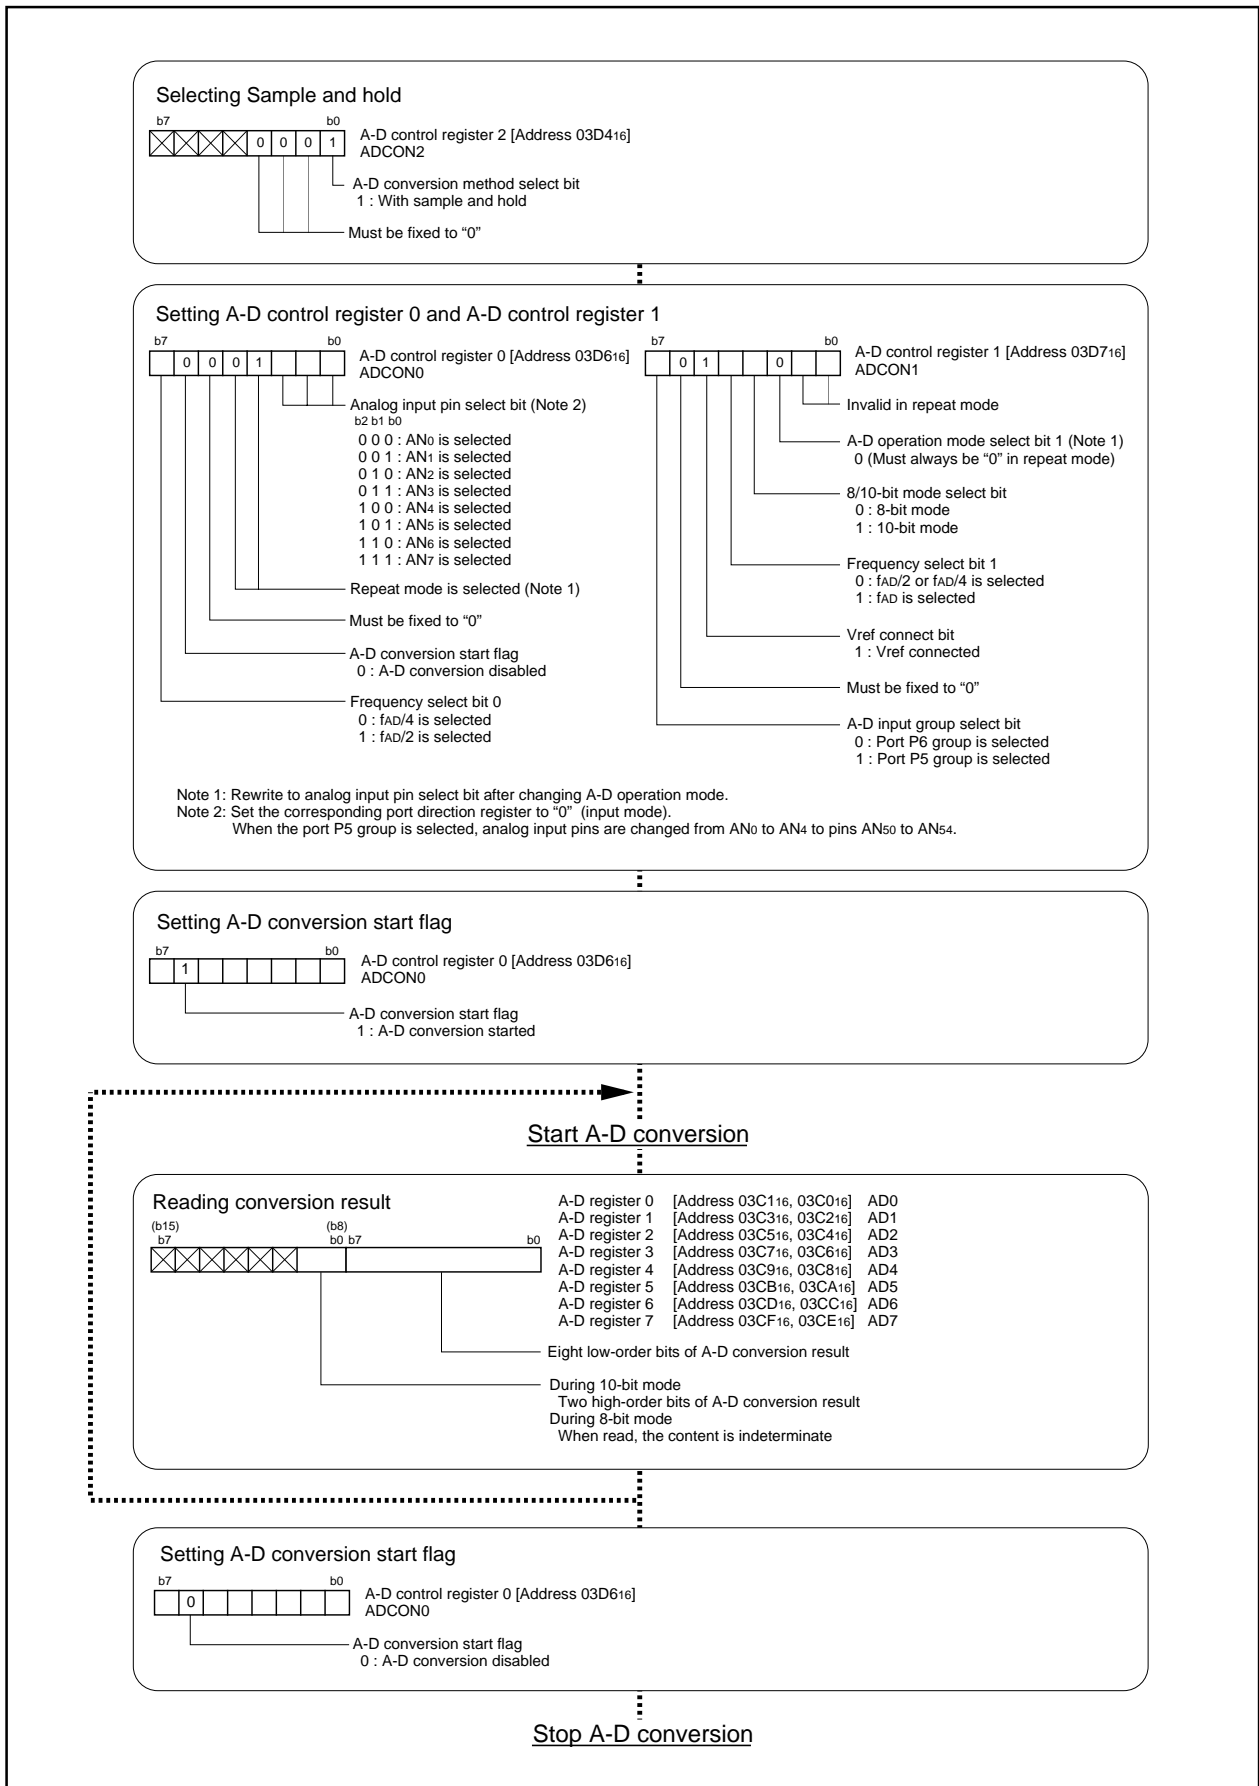 Selecting Sample and hold
b7 b0
0 0 0 1
A-D control register 2 [Address 03D416]
ADCON2
A-D conversion method select bit
1 : With sample and hold
Must be fixed to “0”
Setting A-D control register 0 and A-D control register 1
b7 b0
0 0 0 1
A-D control register 0 [Address 03D616]
ADCON0
Analog input pin select bit (Note 2)
b2 b1 b0
0 0 0 : AN0 is selected
0 0 1 : AN1 is selected
0 1 0 : AN2 is selected
0 1 1 : AN3 is selected
1 0 0 : AN4 is selected
1 0 1 : AN5 is selected
1 1 0 : AN6 is selected
1 1 1 : AN7 is selected
Repeat mode is selected (Note 1)
Must be fixed to “0”
A-D conversion start flag
0 : A-D conversion disabled
Frequency select bit 0
0 : fAD/4 is selected
1 : fAD/2 is selected
b7 b0
0 1 0
A-D control register 1 [Address 03D716]
ADCON1
Invalid in repeat mode
A-D operation mode select bit 1 (Note 1)
0 (Must always be “0” in repeat mode)
8/10-bit mode select bit
0 : 8-bit mode
1 : 10-bit mode
Frequency select bit 1
0 : fAD/2 or fAD/4 is selected
1 : fAD is selected
Vref connect bit
1 : Vref connected
Must be fixed to “0”
A-D input group select bit
0 : Port P6 group is selected
1 : Port P5 group is selected
Note 1: Rewrite to analog input pin select bit after changing A-D operation mode.
Note 2: Set the corresponding port direction register to “0” (input mode).
When the port P5 group is selected, analog input pins are changed from AN0 to AN4 to pins AN50 to AN54.
Setting A-D conversion start flag
b7 b0
1
A-D control register 0 [Address 03D616]
ADCON0
A-D conversion start flag
1 : A-D conversion started
Start A-D conversion
Reading conversion result
(b15) (b8)
b7 b0 b7 b0
A-D register 0 [Address 03C116, 03C016] AD0
A-D register 1 [Address 03C316, 03C216] AD1
A-D register 2 [Address 03C516, 03C416] AD2
A-D register 3 [Address 03C716, 03C616] AD3
A-D register 4 [Address 03C916, 03C816] AD4
A-D register 5 [Address 03CB16, 03CA16] AD5
A-D register 6 [Address 03CD16, 03CC16] AD6
A-D register 7 [Address 03CF16, 03CE16] AD7
Eight low-order bits of A-D conversion result
During 10-bit mode
Two high-order bits of A-D conversion result
During 8-bit mode
When read, the content is indeterminate
Setting A-D conversion start flag
b7 b0
0
A-D control register 0 [Address 03D616]
ADCON0
A-D conversion start flag
0 : A-D conversion disabled
Stop A-D conversion